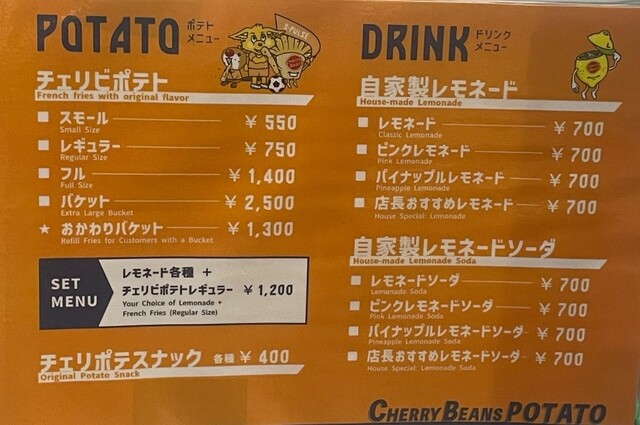 POTATO ポテトメニュー
S-PULSE
チェリビポテト
French fries with original flavor
スモール ¥ 550
Small Size
レギュラー ¥ 750
Regular Size
フル ¥ 1,400
Full Size
バケット ¥ 2,500
Extra Large Bucket
★ おかわりバケット ¥ 1,300
Refill Fries for Customers with a Bucket
SET MENU
レモネード各種 +
チェリビポテトレギュラー ¥ 1,200
Your Choice of Lemonade +
French Fries (Regular Size)
チェリポテスナック 各種 ¥ 400
Original Potato Snack
DRINK ドリンクメニュー
自家製レモネード
House-made Lemonade
レモネード ¥ 700
Classic Lemonade
ピンクレモネード ¥ 700
Pink Lemonade
パイナップルレモネード ¥ 700
Pineapple Lemonade
店長おすすめレモネード ¥ 700
House Special: Lemonade
自家製レモネードソーダ
House-made Lemonade Soda
レモネードソーダ ¥ 700
Lemonade Soda
ピンクレモネードソーダ ¥ 700
Pink Lemonade Soda
パイナップルレモネードソーダ ¥ 700
Pineapple Lemonade Soda
店長おすすめレモネードソーダ ¥ 700
House Special: Lemonade Soda
CHERRY BEANS POTATO